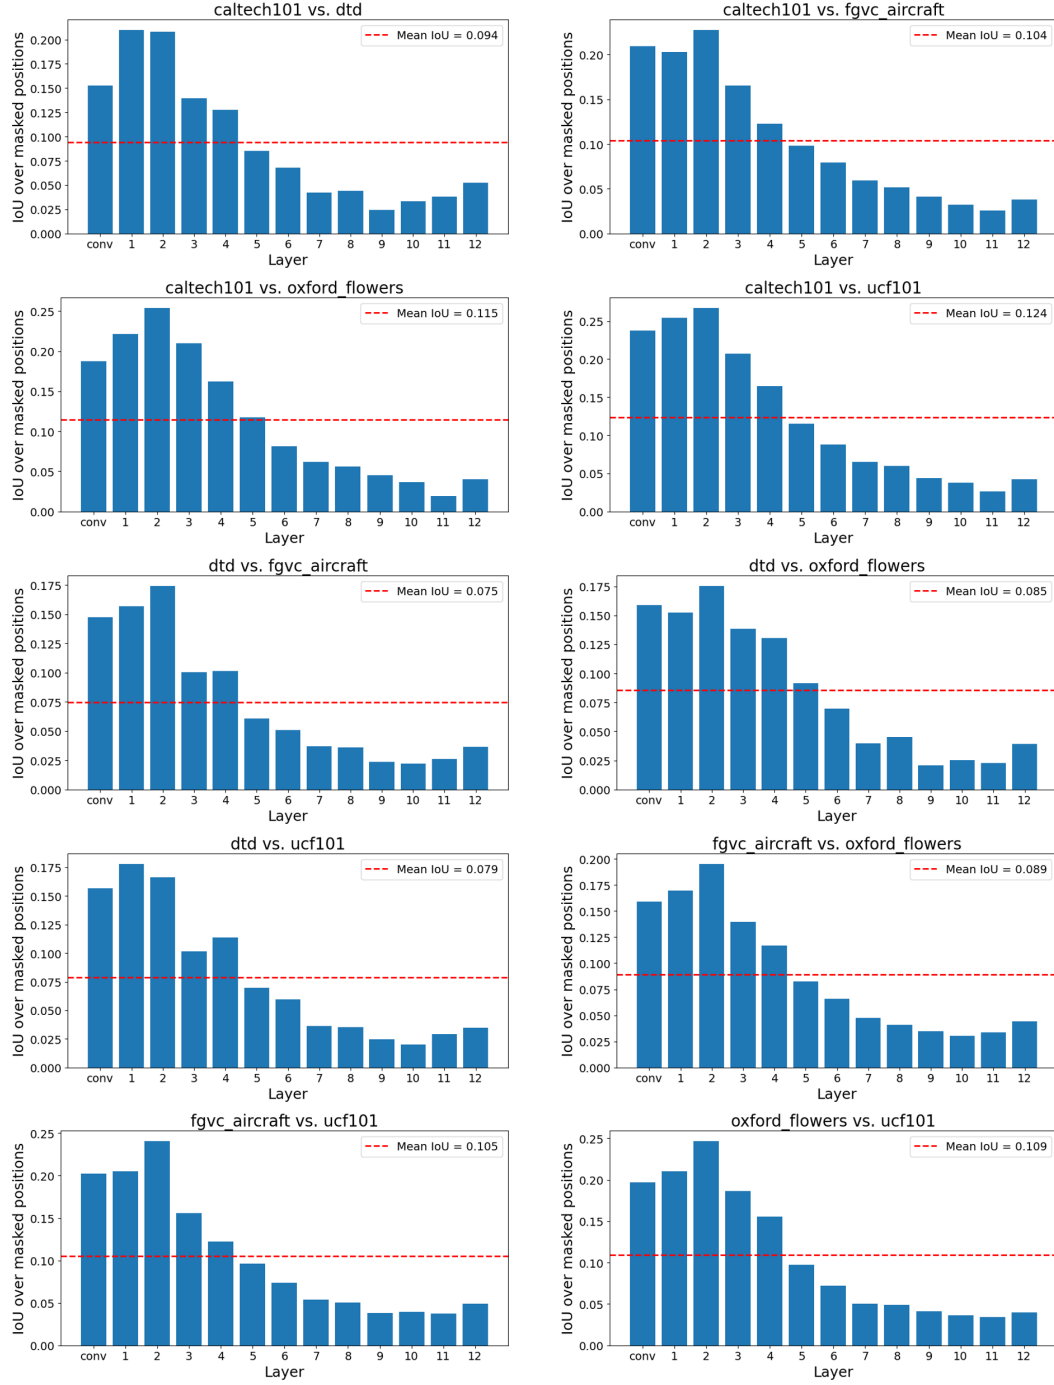 caltech101 vs. dtd
IoU over masked positions
0.200
0.175
0.150
0.125
0.100
0.075
0.050
0.025
0.000
Mean IoU = 0.094
conv 1 2 3 4 5 6 7 8 9 10 11 12
Layer
caltech101 vs. fgvc_aircraft
IoU over masked positions
0.20
0.15
0.10
0.05
0.00
Mean IoU = 0.104
conv 1 2 3 4 5 6 7 8 9 10 11 12
Layer
caltech101 vs. oxford_flowers
IoU over masked positions
0.25
0.20
0.15
0.10
0.05
0.00
Mean IoU = 0.115
conv 1 2 3 4 5 6 7 8 9 10 11 12
Layer
caltech101 vs. ucf101
IoU over masked positions
0.25
0.20
0.15
0.10
0.05
0.00
Mean IoU = 0.124
conv 1 2 3 4 5 6 7 8 9 10 11 12
Layer
dtd vs. fgvc_aircraft
IoU over masked positions
0.175
0.150
0.125
0.100
0.075
0.050
0.025
0.000
Mean IoU = 0.075
conv 1 2 3 4 5 6 7 8 9 10 11 12
Layer
dtd vs. oxford_flowers
IoU over masked positions
0.175
0.150
0.125
0.100
0.075
0.050
0.025
0.000
Mean IoU = 0.085
conv 1 2 3 4 5 6 7 8 9 10 11 12
Layer
dtd vs. ucf101
IoU over masked positions
0.175
0.150
0.125
0.100
0.075
0.050
0.025
0.000
Mean IoU = 0.079
conv 1 2 3 4 5 6 7 8 9 10 11 12
Layer
fgvc_aircraft vs. oxford_flowers
IoU over masked positions
0.200
0.175
0.150
0.125
0.100
0.075
0.050
0.025
0.000
Mean IoU = 0.089
conv 1 2 3 4 5 6 7 8 9 10 11 12
Layer
fgvc_aircraft vs. ucf101
IoU over masked positions
0.25
0.20
0.15
0.10
0.05
0.00
Mean IoU = 0.105
conv 1 2 3 4 5 6 7 8 9 10 11 12
Layer
oxford_flowers vs. ucf101
IoU over masked positions
0.25
0.20
0.15
0.10
0.05
0.00
Mean IoU = 0.109
conv 1 2 3 4 5 6 7 8 9 10 11 12
Layer